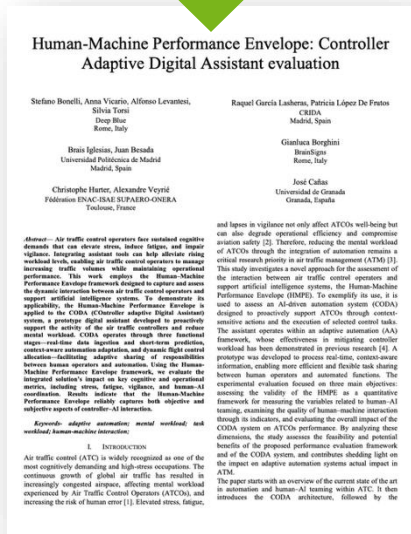 Human-Machine Performance Envelope: Controller
Adaptive Digital Assistant evaluation
Stefano Bonelli, Anna Vicario, Alfonso Levantesi,
Silvia Torsi
Deep Blue
Rome, Italy
Brais Iglesias, Juan Besada
Universidad Politécnica de Madrid
Madrid, Spain
Christophe Hurter, Alexandre Veyrié
Fédération ENAC-ISAE SUPAERO-ONERA
Toulouse, France
Raquel García Lasheras, Patricia López De Frutos
CRIDA
Madrid, Spain
Gianluca Borghini
BrainSigns
Rome, Italy
José Cañas
Universidad de Granada
Granada, España
Abstract— Air traffic control operators face sustained cognitive
demands that can elevate stress, induce fatigue, and impair
vigilance. Integrating assistant tools can help alleviate rising
workload levels, enabling air traffic control operators to manage
increasing traffic volumes while maintaining operational
performance. This work employs the Human-Machine
Performance Envelope framework designed to capture and assess
the dynamic interaction between air traffic control operators and
support artificial intelligence systems. To demonstrate its
applicability, the Human-Machine Performance Envelope is
applied to the CODA (COntroller adaptive Digital Assistant)
system, a prototype digital assistant developed to proactively
support the activity of the air traffic controllers and reduce
mental workload. CODA operates through three functional
stages—real-time data ingestion and short-term prediction,
context-aware automation adaptation, and dynamic flight control
allocation—facilitating adaptive sharing of responsibilities
between human operators and automation. Using the Human-
Machine Performance Envelope framework, we evaluate the
integrated solution's impact on key cognitive and operational
metrics, including stress, fatigue, vigilance, and human-AI
coordination. Results indicate that the Human-Machine
Performance Envelope reliably captures both objective and
subjective aspects of controller-AI interaction.
Keywords- adaptive automation; mental workload; task
workload; human-machine interaction;
I. INTRODUCTION
Air traffic control (ATC) is widely recognized as one of the
most cognitively demanding and high-stress occupations. The
continuous growth of global air traffic has resulted in
increasingly congested airspace, affecting mental workload
experienced by Air Traffic Control Operators (ATCOs), and
increasing the risk of human error [1]. Elevated stress, fatigue,
and lapses in vigilance not only affect ATCOs well-being but
can also degrade operational efficiency and compromise
aviation safety [2]. Therefore, reducing the mental workload
of ATCOs through the integration of automation remains a
critical research priority in air traffic management (ATM) [3].
This study investigates a novel approach for the assessment of
the interaction between air traffic control operators and
support artificial intelligence systems, the Human-Machine
Performance Envelope (HMPE). To exemplify its use, it is
used to assess an AI-driven automation system (CODA)
designed to proactively support ATCOs through context-
sensitive actions and the execution of selected control tasks.
The assistant operates within an adaptive automation (AA)
framework, whose effectiveness in mitigating controller
workload has been demonstrated in previous research [4]. A
prototype was developed to process real-time, context-aware
information, enabling more efficient and flexible task sharing
between human operators and automated functions. The
experimental evaluation focused on three main objectives:
assessing the validity of the HMPE as a quantitative
framework for measuring the variables related to human–AI
teaming, examining the quality of human-machine interaction
through its indicators, and evaluating the overall impact of the
CODA system on ATCOs performance. By analyzing these
dimensions, the study assesses the feasibility and potential
benefits of the proposed performance evaluation framework
and of the CODA system, and contributes shedding light on
the impact on adaptive automation systems actual impact in
ATM.
The paper starts with an overview of the current state of the art
in automation and human–AI teaming within ATC. It then
introduces the CODA architecture, followed by the